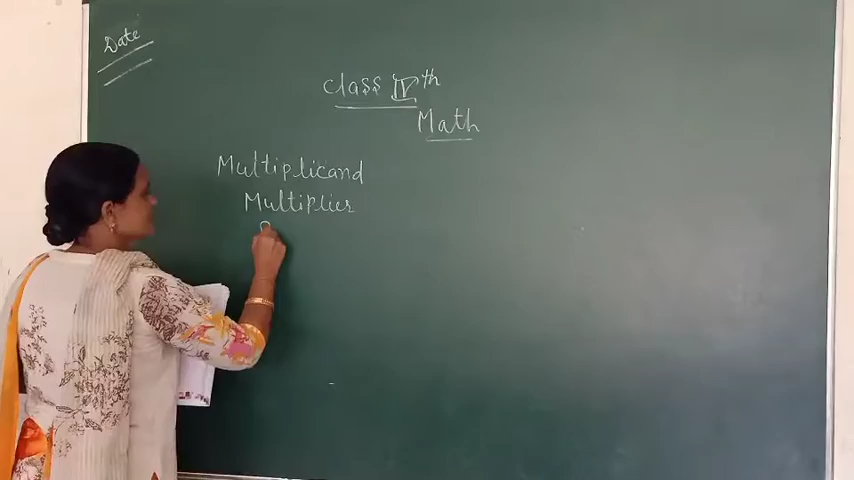 Date
Class IVth
Math
Multiplicand
Multiplier